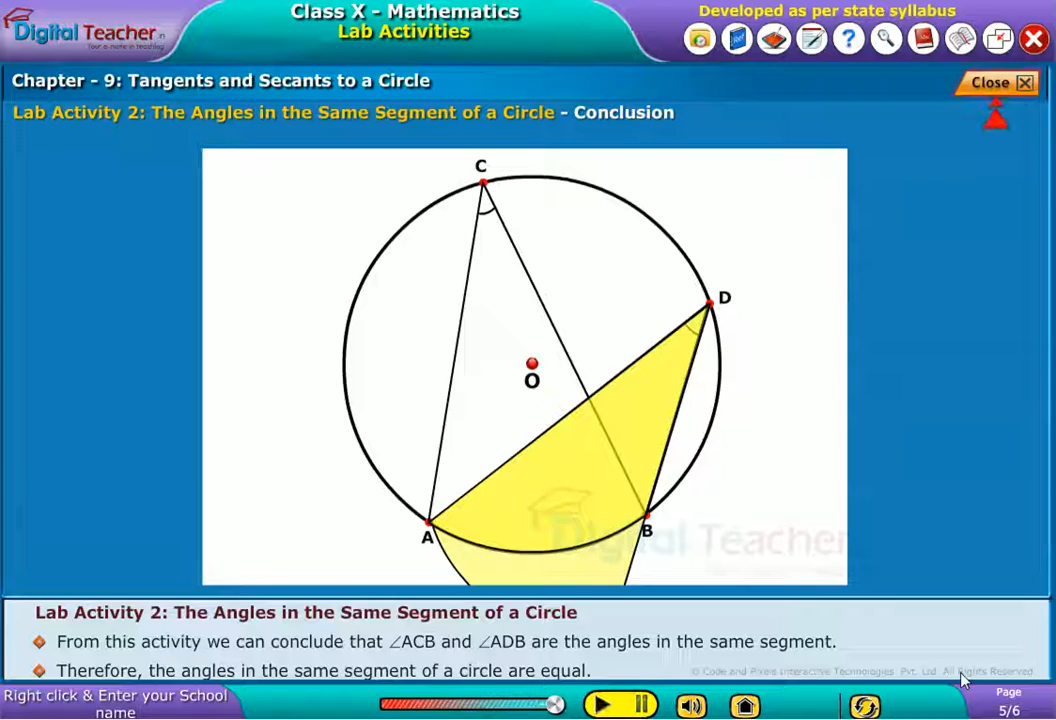 Digital Teacher.in
Your e-note in teaching
Class X - Mathematics
Lab Activities
Developed as per state syllabus
Chapter - 9: Tangents and Secants to a Circle
Close
Lab Activity 2: The Angles in the Same Segment of a Circle - Conclusion
C
D
O
A
B
Digital Teacher
Lab Activity 2: The Angles in the Same Segment of a Circle
From this activity we can conclude that ∠ACB and ∠ADB are the angles in the same segment.
Therefore, the angles in the same segment of a circle are equal.
© Code and Pixels Interactive Technologies. Pvt. Ltd. All Rights Reserved
Right click & Enter your School
name
Page
5/6